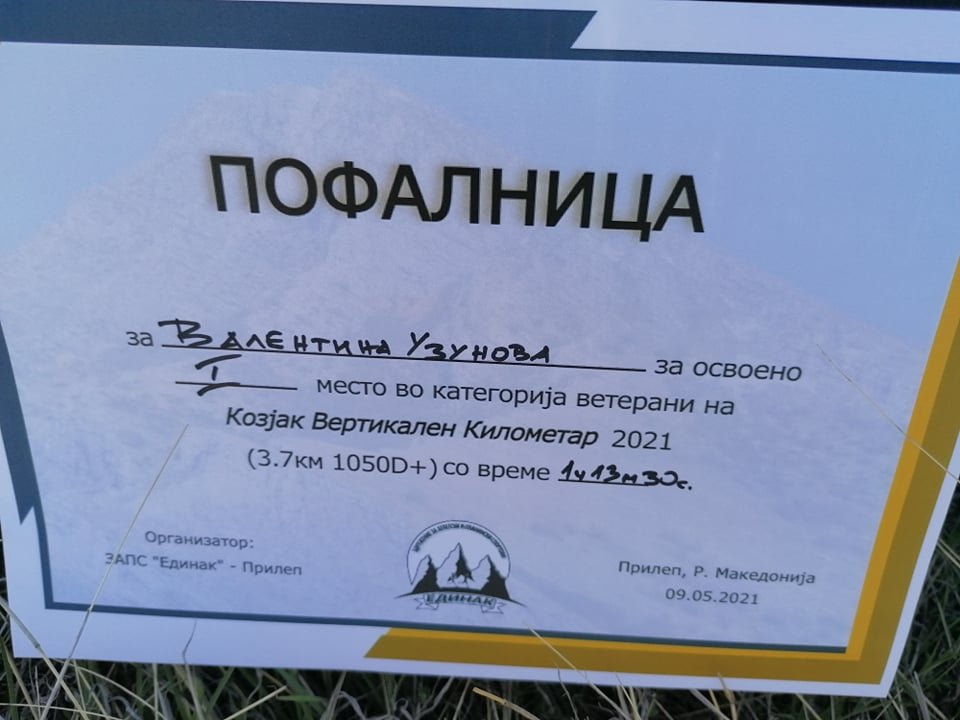 ПОФАЛНИЦА
за Валентина Узунова за освоено
I место во категорија ветерани на
Козјак Вертикален Километар 2021
(3.7км 1050D+) со време 1ч13м30с.
Организатор:
ЗАПС "Единак" - Прилеп
ЕДИНАК
Прилеп, Р. Македонија
09.05.2021